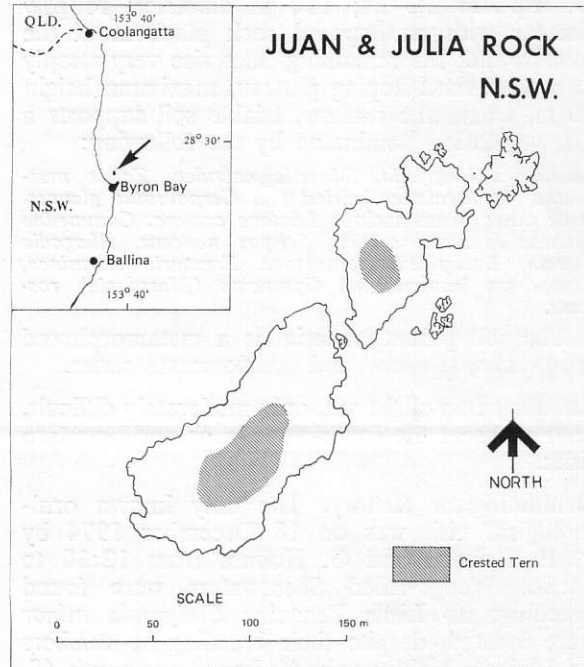 153° 40'
QLD.
Coolangatta
28° 30'
Byron Bay
N.S.W.
Ballina
153° 40'
JUAN & JULIA ROCK
N.S.W.
NORTH
Crested Tern
SCALE
0 50 100 150 m